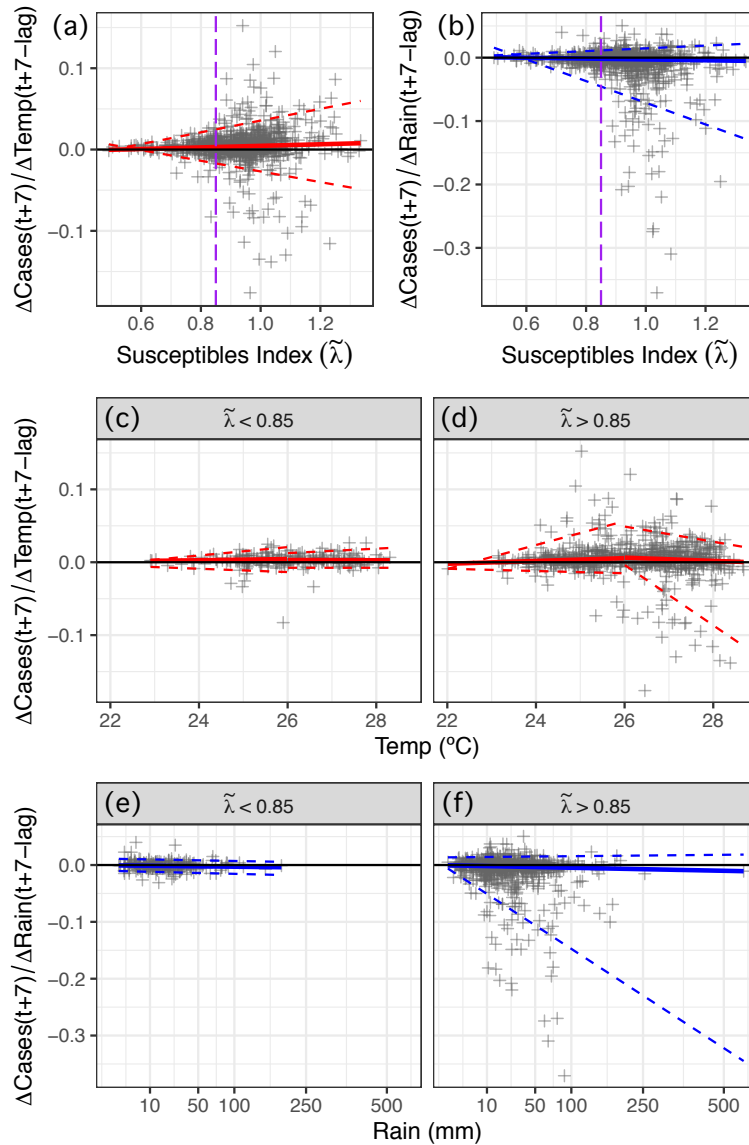 (a)
(b)
ΔCases(t+7)/ΔTemp(t+7−lag)
0.1
0.0
−0.1
0.6 0.8 1.0 1.2
Susceptibles Index (λ̃)
ΔCases(t+7)/ΔRain(t+7−lag)
0.0
−0.1
−0.2
−0.3
0.6 0.8 1.0 1.2
Susceptibles Index (λ̃)
(c) λ̃ < 0.85
(d) λ̃ > 0.85
ΔCases(t+7)/ΔTemp(t+7−lag)
0.1
0.0
−0.1
22 24 26 28
22 24 26 28
Temp (ºC)
(e) λ̃ < 0.85
(f) λ̃ > 0.85
ΔCases(t+7)/ΔRain(t+7−lag)
0.0
−0.1
−0.2
−0.3
10 50 100 250 500
10 50 100 250 500
Rain (mm)